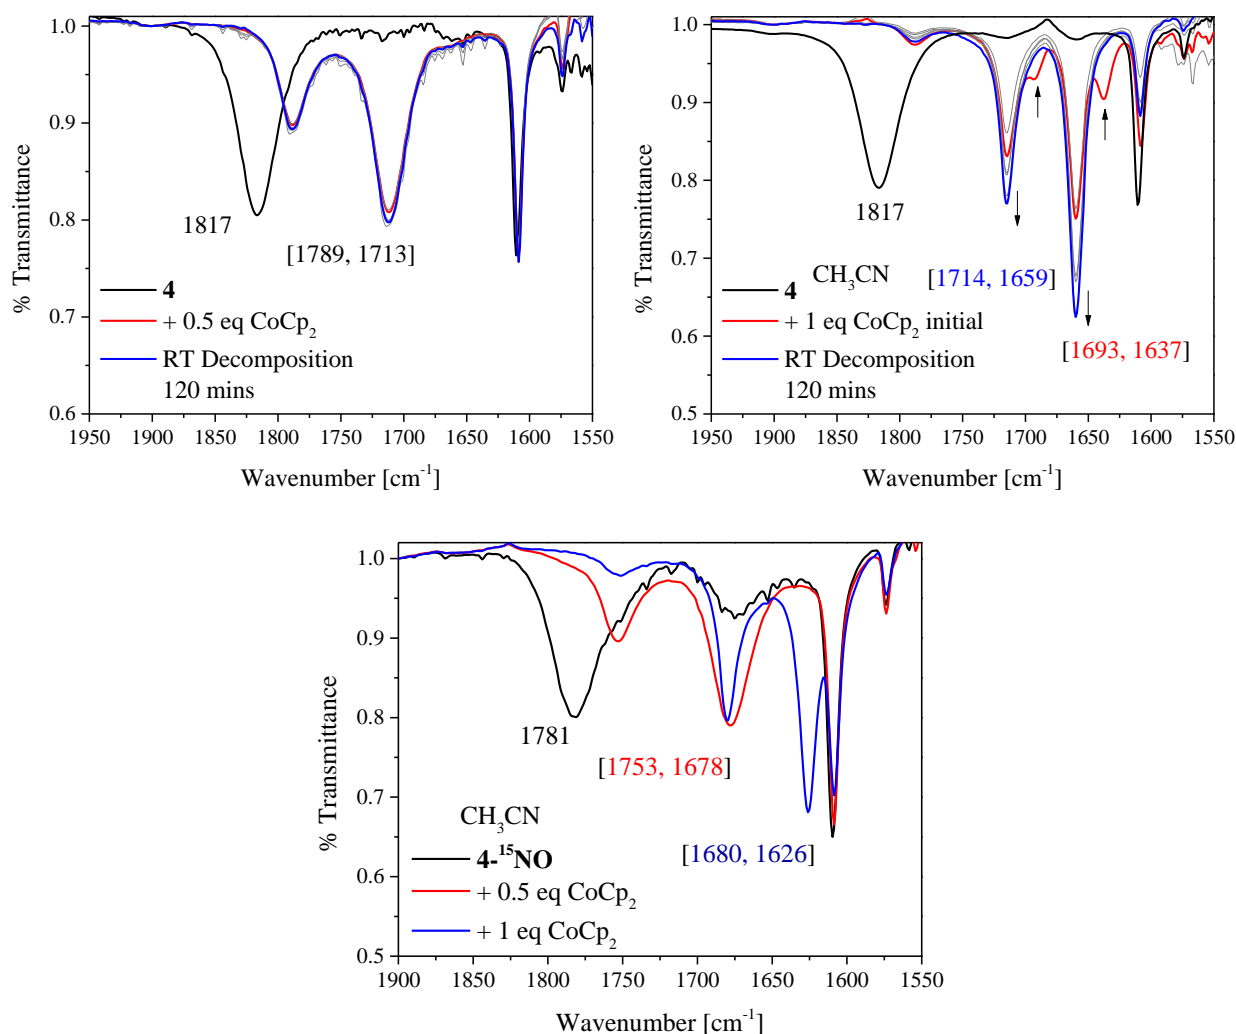 % Transmittance
1.0
0.9
0.8
0.7
0.6
1817
[1789, 1713]
4
+ 0.5 eq CoCp2
RT Decomposition
120 mins
1950 1900 1850 1800 1750 1700 1650 1600 1550
Wavenumber [cm-1]
% Transmittance
1.0
0.9
0.8
0.7
0.6
0.5
1817
4 CH3CN
[1714, 1659]
+ 1 eq CoCp2 initial
[1693, 1637]
RT Decomposition
120 mins
1950 1900 1850 1800 1750 1700 1650 1600 1550
Wavenumber [cm-1]
% Transmittance
1.0
0.9
0.8
0.7
0.6
0.5
1781
[1753, 1678]
CH3CN
[1680, 1626]
4-15NO
+ 0.5 eq CoCp2
+ 1 eq CoCp2
1900 1850 1800 1750 1700 1650 1600 1550
Wavenumber [cm-1]